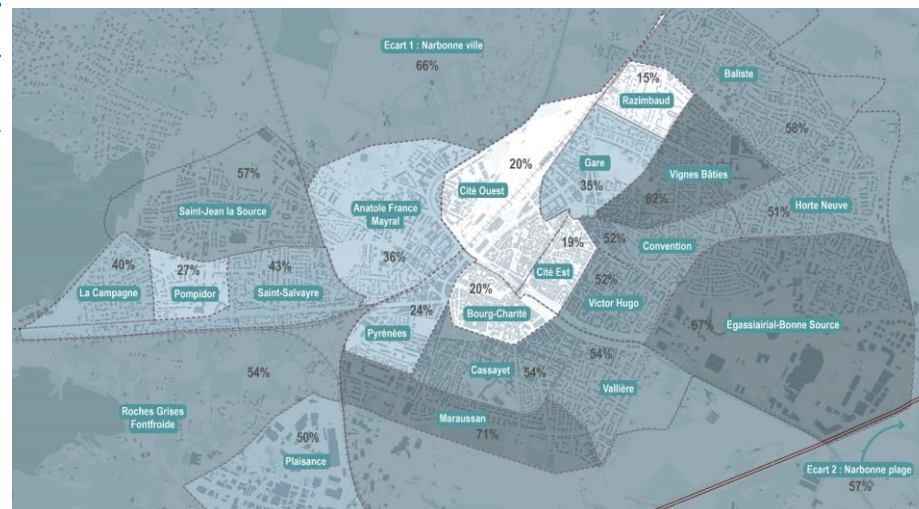 Ecart 1 : Narbonne ville
66%
15%
Razimbaud
Baliste
58%
20%
Cité Ouest
Gare
35%
Vignes Bâties
62%
57%
Saint-Jean la Source
Anatole France
Mayral
36%
51%
Horte Neuve
19%
Cité Est
52%
Convention
40%
La Campagne
27%
Pompidor
43%
Saint-Salvayre
52%
Victor Hugo
20%
Bourg-Charité
24%
Pyrénées
67%
Egassiairial-Bonne Source
54%
Roches Grises
Fontfroide
Cassayet
54%
54%
Vallière
Maraussan
71%
50%
Plaisance
Ecart 2 : Narbonne plage
57%